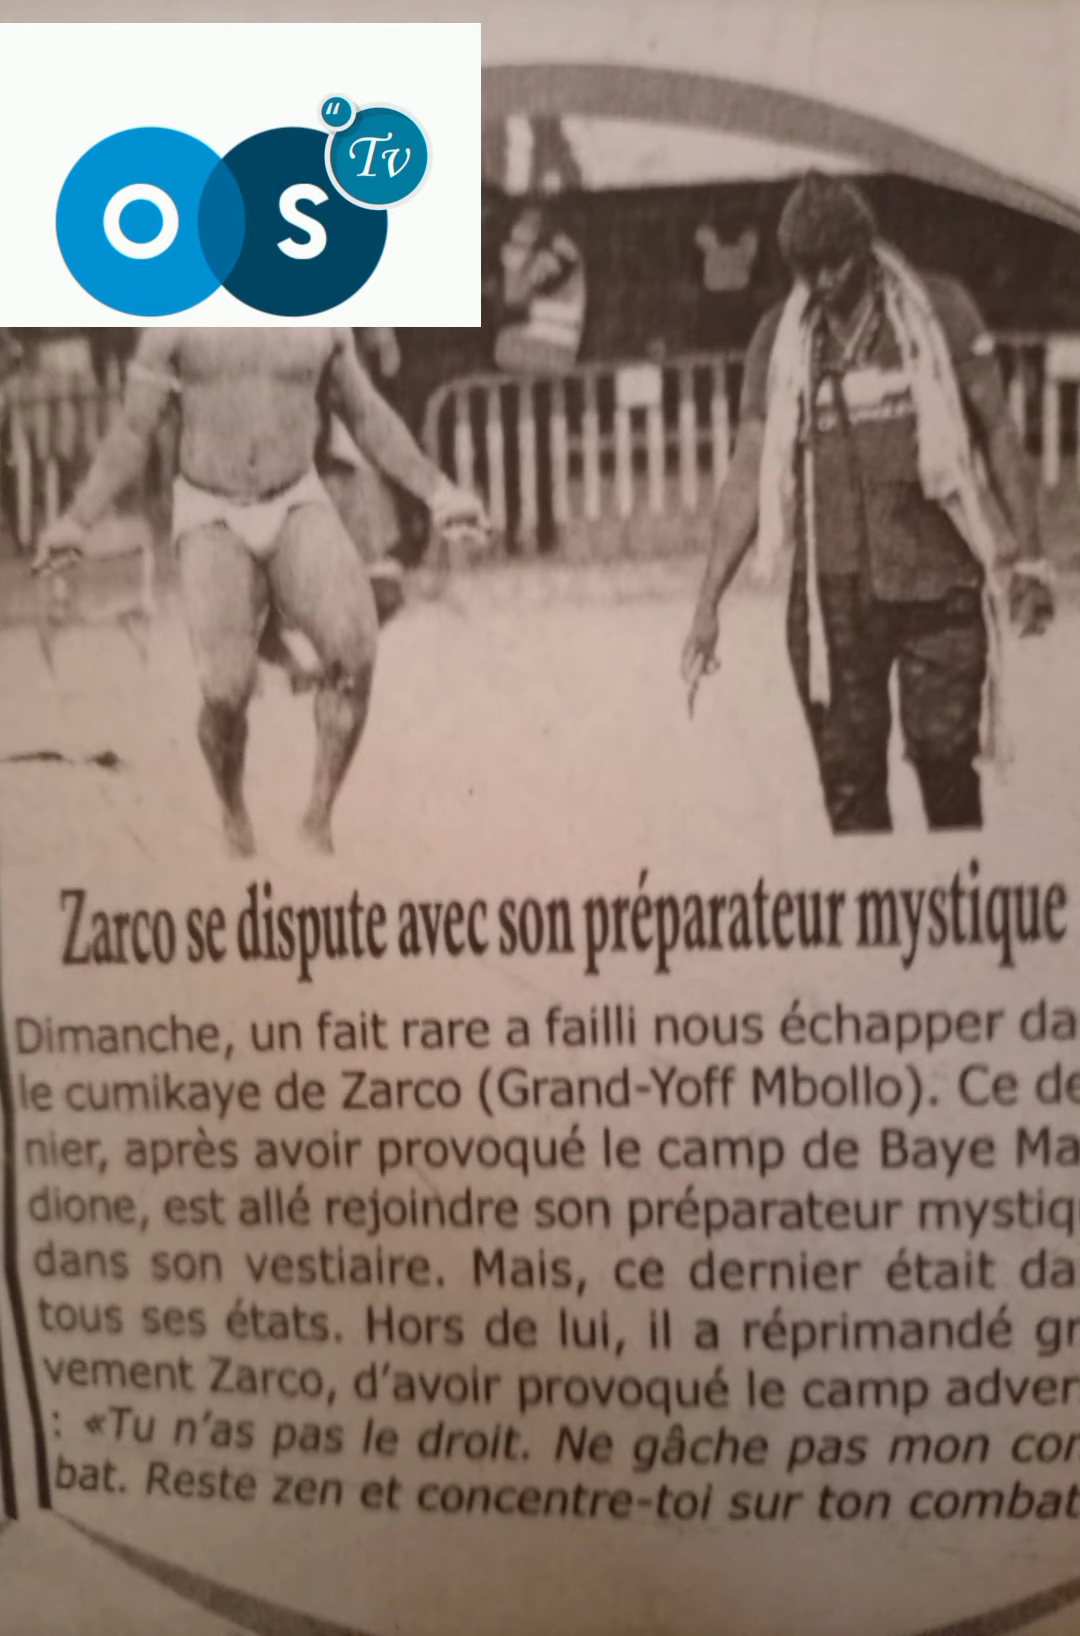 O S "Tv
Zarco se dispute avec son préparateur mystique
Dimanche, un fait rare a failli nous échapper da
le cumikaye de Zarco (Grand-Yoff Mbollo). Ce de
nier, après avoir provoqué le camp de Baye Ma
dione, est allé rejoindre son préparateur mystiq
dans son vestiaire. Mais, ce dernier était da
tous ses états. Hors de lui, il a réprimandé gr
vement Zarco, d'avoir provoqué le camp adver
: «Tu n'as pas le droit. Ne gâche pas mon com
bat. Reste zen et concentre-toi sur ton combat